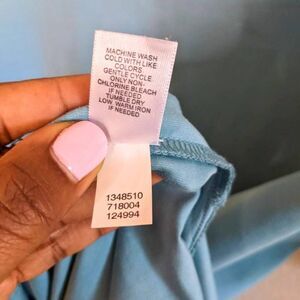 MACHINE WASH
COLD WITH LIKE
COLORS
GENTLE CYCLE
ONLY NON-
CHLORINE BLEACH
IF NEEDED.
TUMBLE DRY
LOW. WARM IRON
IF NEEDED
1348510
718004
124994